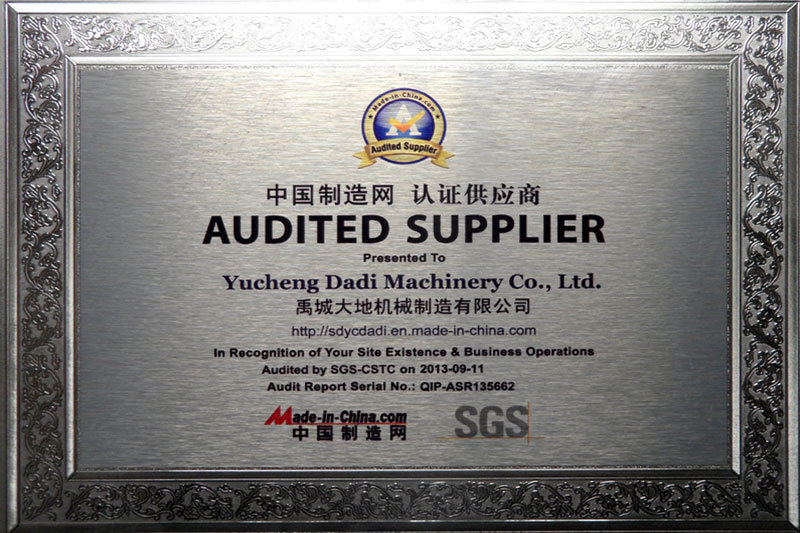 Made-in-China.com
Audited Supplier
中国制造网 认证供应商
AUDITED SUPPLIER
Presented To
Yucheng Dadi Machinery Co., Ltd.
禹城大地机械制造有限公司
http://sdycdadi.en.made-in-china.com
In Recognition of Your Site Existence & Business Operations
Audited by SGS-CSTC on 2013-09-11
Audit Report Serial No.: QIP-ASR135662
Made-in-China.com SGS
中国制造网